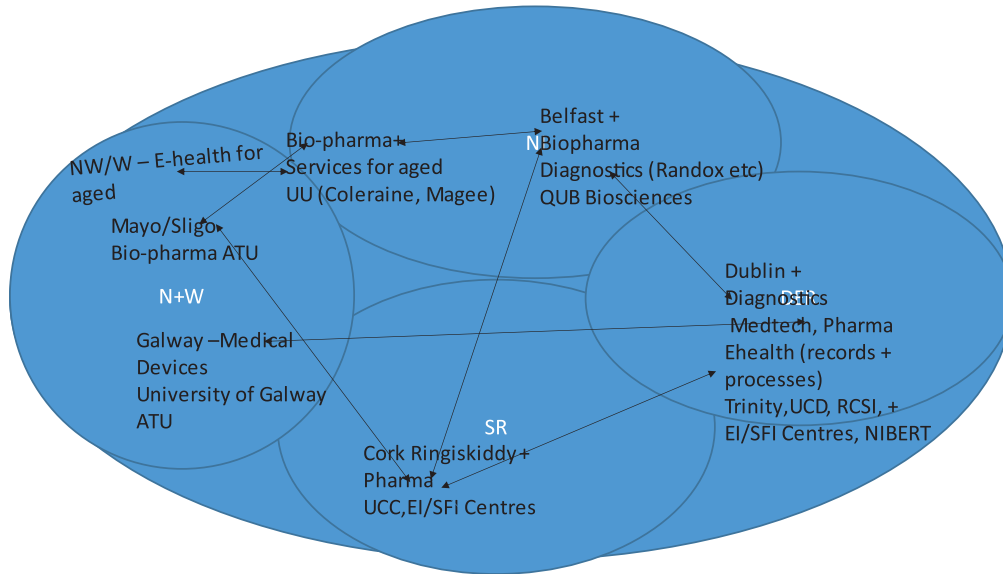 NW/W – E-health for
aged
Bio-pharma+
Services for aged
UU (Coleraine, Magee)
Belfast +
Biopharma
Diagnostics (Randox etc)
QUB Biosciences
Mayo/Sligo
Bio-pharma ATU
N+W
Galway –Medical
Devices
University of Galway
ATU
Dublin +
Diagnostics
Medtech, Pharma
Ehealth (records +
processes)
Trinity,UCD, RCSI, +
EI/SFI Centres, NIBERT
SR
Cork Ringiskiddy+
Pharma
UCC,EI/SFI Centres